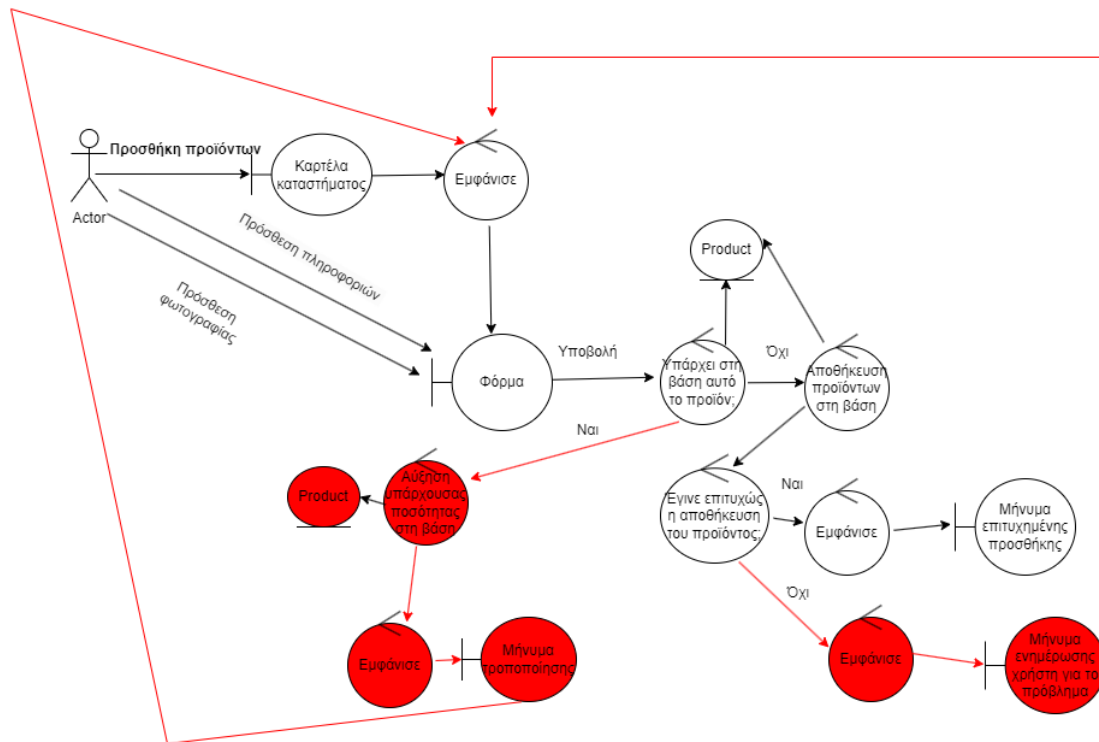 Προσθήκη προϊόντων
Καρτέλα
καταστήματος
Εμφάνισε
Actor
Πρόσθεση πληροφοριών
Πρόσθεση
φωτογραφίας
Product
Φόρμα
Υποβολή
Υπάρχει στη
βάση αυτό
το προϊόν;
Όχι
Αποθήκευση
προϊόντων
στη βάση
Ναι
Product
Αύξηση
υπάρχουσας
ποσότητας
στη βάση
Έγινε επιτυχώς
η αποθήκευση
του προϊόντος;
Ναι
Εμφάνισε
Μήνυμα
επιτυχημένης
προσθήκης
Όχι
Εμφάνισε
Μήνυμα
τροποποίησης
Εμφάνισε
Μήνυμα
ενημέρωσης
χρήστη για το
πρόβλημα